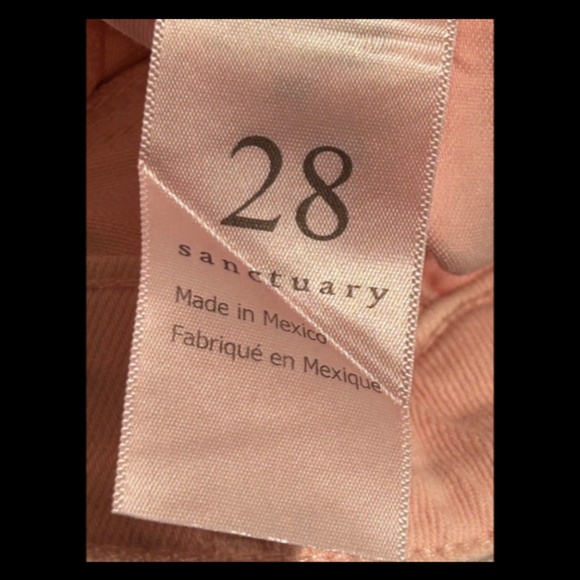 28
sanctuary
Made in Mexico
Fabriqué en Mexique